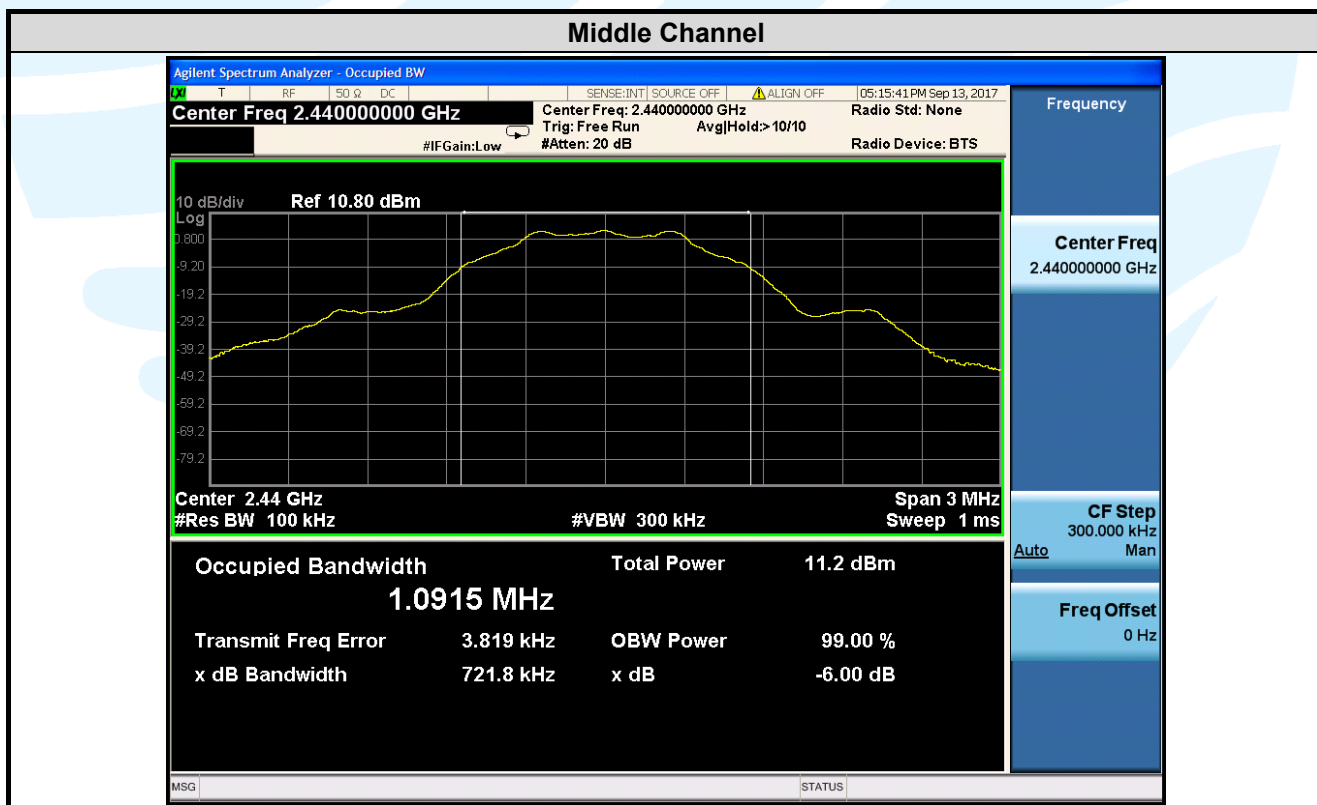 Middle Channel
Agilent Spectrum Analyzer - Occupied BW
LXI T RF 50 Ω DC SENSE:INT SOURCE OFF ALIGN OFF 05:15:41 PM Sep 13, 2017
Center Freq 2.440000000 GHz
Center Freq: 2.440000000 GHz
Radio Std: None
Trig: Free Run Avg|Hold:> 10/10
#IFGain:Low
#Atten: 20 dB
Radio Device: BTS
10 dB/div Ref 10.80 dBm
Log
0.800
-9.20
-19.2
-29.2
-39.2
-49.2
-59.2
-69.2
-79.2
Center 2.44 GHz Span 3 MHz
#Res BW 100 kHz #VBW 300 kHz Sweep 1 ms
Occupied Bandwidth Total Power 11.2 dBm
1.0915 MHz
Transmit Freq Error 3.819 kHz OBW Power 99.00 %
x dB Bandwidth 721.8 kHz x dB -6.00 dB
MSG STATUS
Frequency
Center Freq
2.440000000 GHz
CF Step
300.000 kHz
Auto Man
Freq Offset
0 Hz